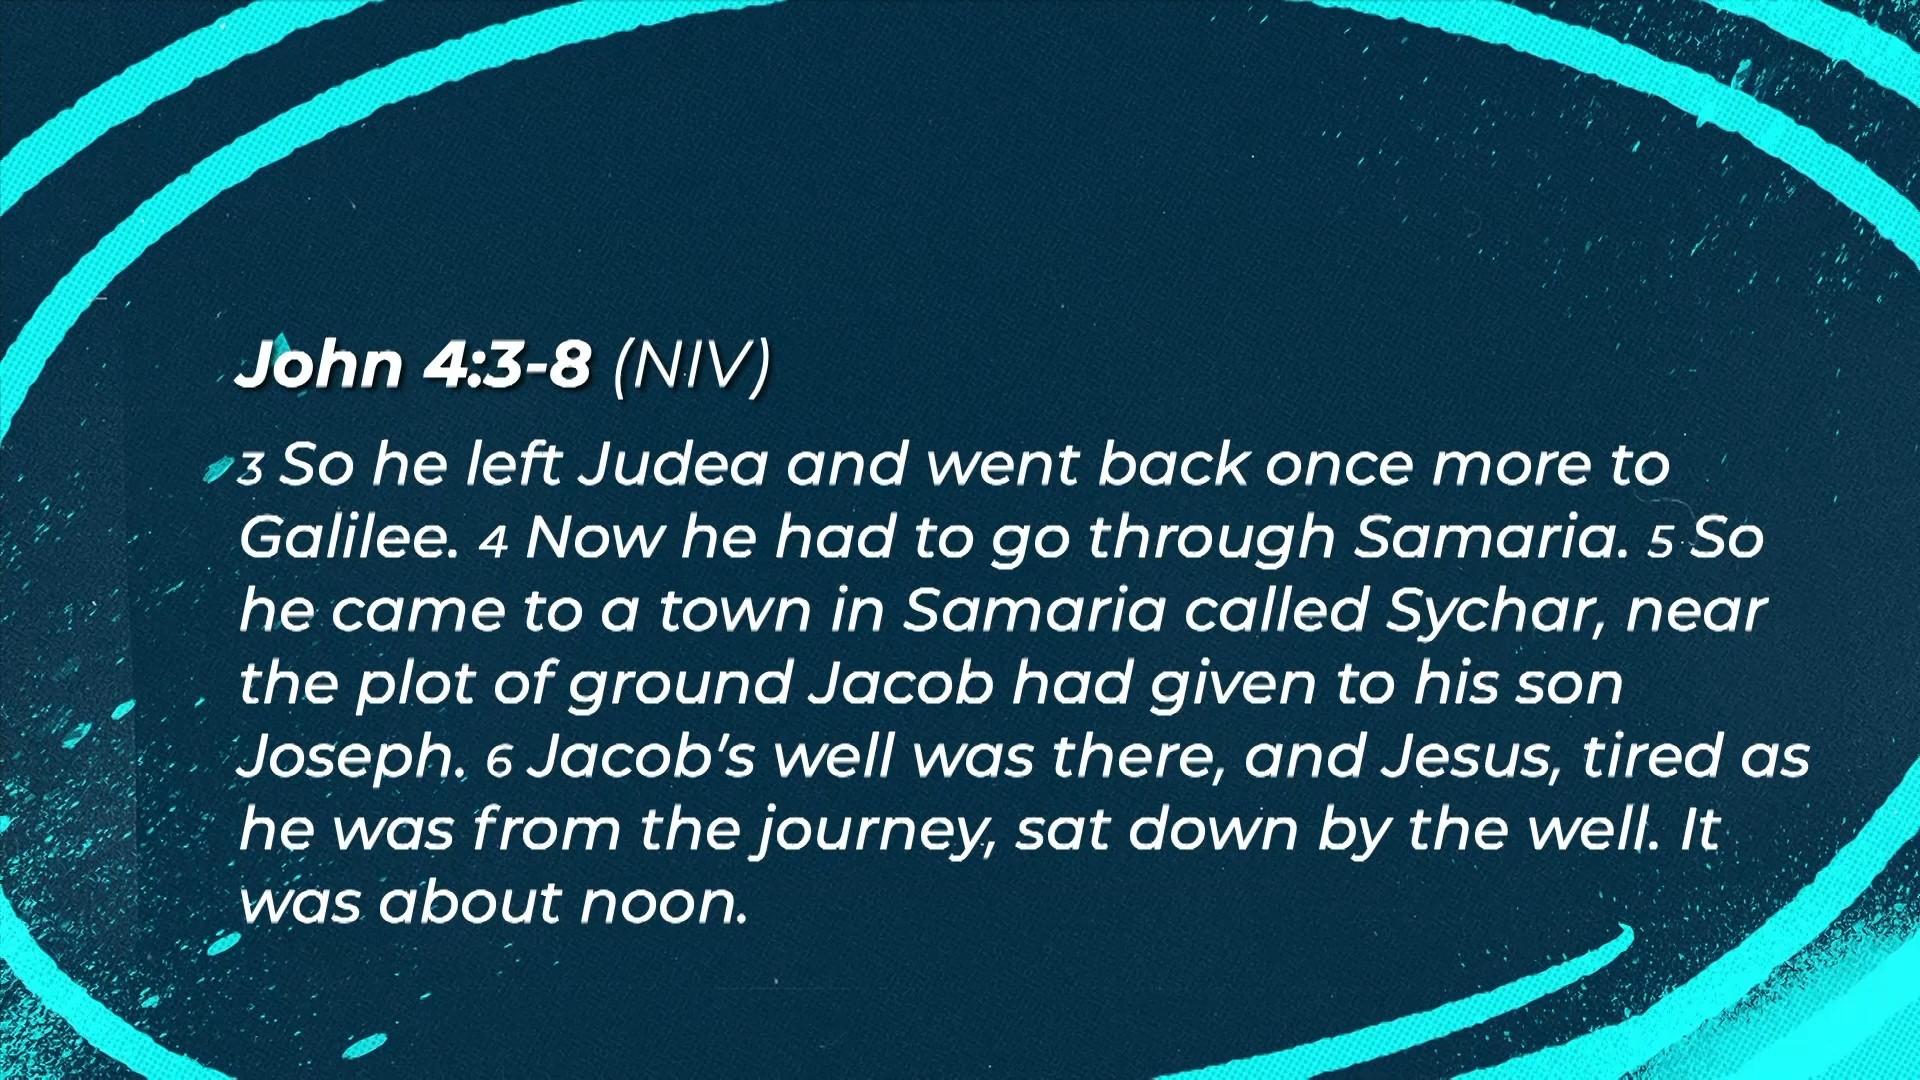 John 4:3-8 (NIV)
3 So he left Judea and went back once more to
Galilee. 4 Now he had to go through Samaria. 5 So
he came to a town in Samaria called Sychar, near
the plot of ground Jacob had given to his son
Joseph. 6 Jacob's well was there, and Jesus, tired as
he was from the journey, sat down by the well. It
was about noon.